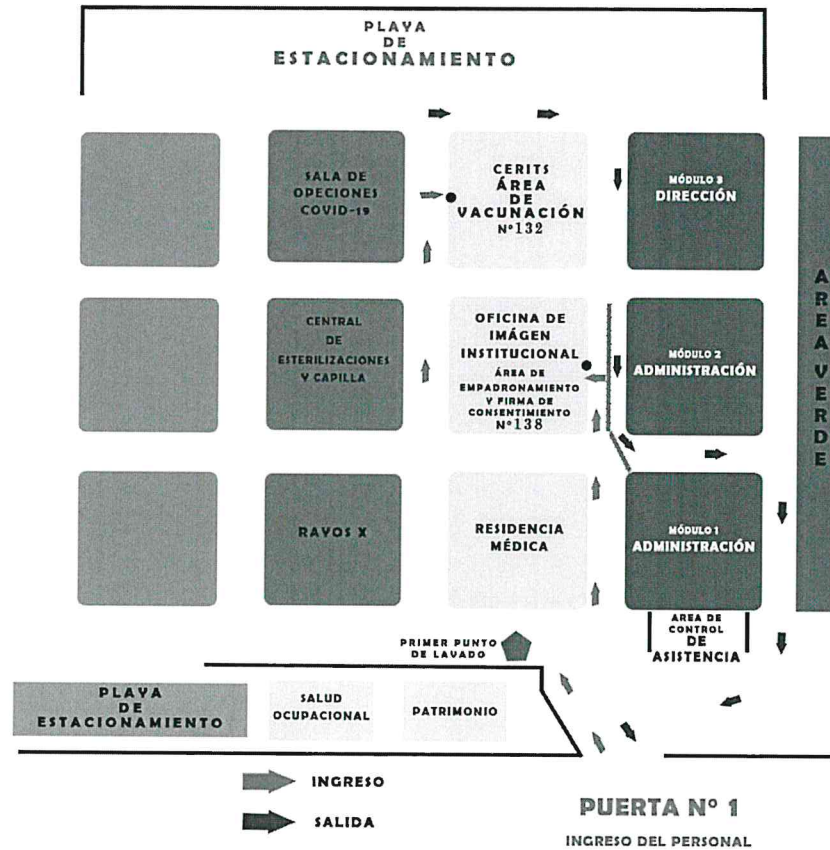 PLAYA
DE
ESTACIONAMIENTO
SALA DE
OPECIONES
COVID-19
CERITS
ÁREA
DE
VACUNACIÓN
N°132
MÓDULO 3
DIRECCIÓN
CENTRAL
DE
ESTERILIZACIONES
Y CAPILLA
OFICINA DE
IMÁGEN
INSTITUCIONAL
ÁREA DE
EMPADRONAMIENTO
Y FIRMA DE
CONSENTIMIENTO
N°138
MÓDULO 2
ADMINISTRACIÓN
AREA VERDE
RAYOS X
RESIDENCIA
MÉDICA
MÓDULO 1
ADMINISTRACIÓN
AREA DE
CONTROL
DE
ASISTENCIA
PRIMER PUNTO
DE LAVADO
PLAYA
DE
ESTACIONAMIENTO
SALUD
OCUPACIONAL
PATRIMONIO
INGRESO
SALIDA
PUERTA N° 1
INGRESO DEL PERSONAL